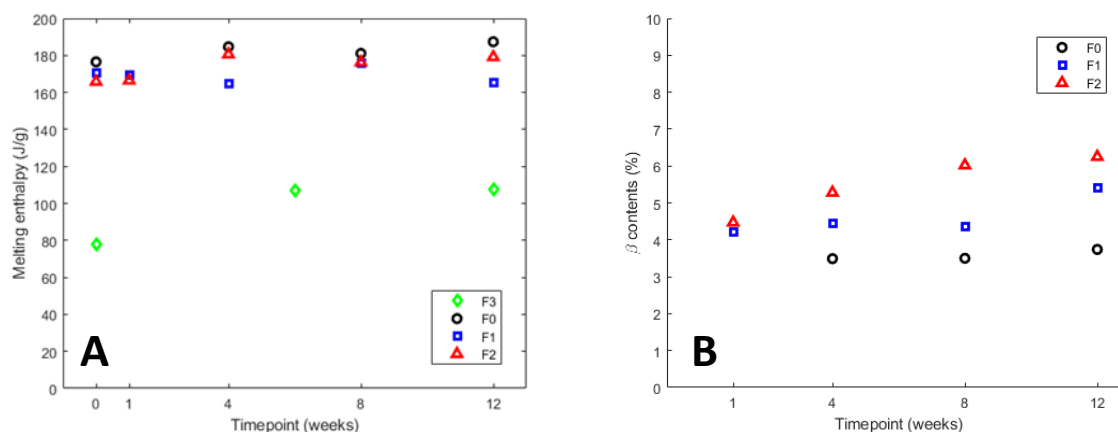 200
180
160
140
120
100
80
60
40
20
0
Melting enthalpy (J/g)
0 1 4 8 12
Timepoint (weeks)
F3
F0
F1
F2
A
10
9
8
7
6
5
4
3
2
1
0
β contents (%)
1 4 8 12
Timepoint (weeks)
F0
F1
F2
B